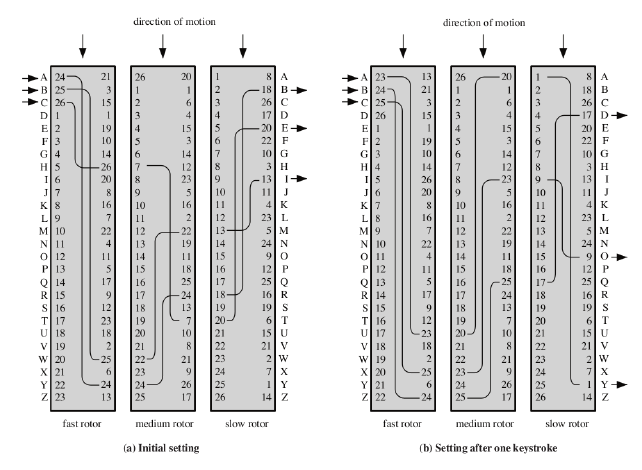 direction of motion direction of motion
A 24 21 26 20 1 8 A A 23 13 26 20 1 8 A
B 25 3 1 1 2 18 B B 24 21 1 1 2 18 B
C 26 15 2 6 3 26 C C 25 3 2 6 3 26 C
D 1 1 3 4 4 17 D D 26 15 3 4 4 17 D
E 2 19 4 15 5 20 E E 1 1 4 15 5 20 E
F 3 10 5 3 6 22 F F 2 19 5 3 6 22 F
G 4 14 6 14 7 10 G G 3 10 6 14 7 10 G
H 5 26 7 12 8 3 H H 4 14 7 12 8 3 H
I 6 20 8 23 9 13 I I 5 26 8 23 9 13 I
J 7 8 9 5 10 11 J J 6 20 9 5 10 11 J
K 8 16 10 16 11 4 K K 7 8 10 16 11 4 K
L 9 7 11 2 12 23 L L 8 16 11 2 12 23 L
M 10 22 12 22 13 5 M M 9 7 12 22 13 5 M
N 11 4 13 19 14 24 N N 10 22 13 19 14 24 N
O 12 11 14 11 15 9 O O 11 4 14 11 15 9 O
P 13 5 15 18 16 12 P P 12 11 15 18 16 12 P
Q 14 17 16 25 17 25 Q Q 13 5 16 25 17 25 Q
R 15 9 17 24 18 16 R R 14 17 17 24 18 16 R
S 16 12 18 13 19 19 S S 15 9 18 13 19 19 S
T 17 23 19 7 20 6 T T 16 12 19 7 20 6 T
U 18 18 20 10 21 15 U U 17 23 20 10 21 15 U
V 19 2 21 8 22 21 V V 18 18 21 8 22 21 V
W 20 25 22 21 23 2 W W 19 2 22 21 23 2 W
X 21 6 23 9 24 7 X X 20 25 23 9 24 7 X
Y 22 24 24 26 25 1 Y Y 21 6 24 26 25 1 Y
Z 23 13 25 17 26 14 Z Z 22 24 25 17 26 14 Z
fast rotor medium rotor slow rotor fast rotor medium rotor slow rotor
(a) Initial setting (b) Setting after one keystroke